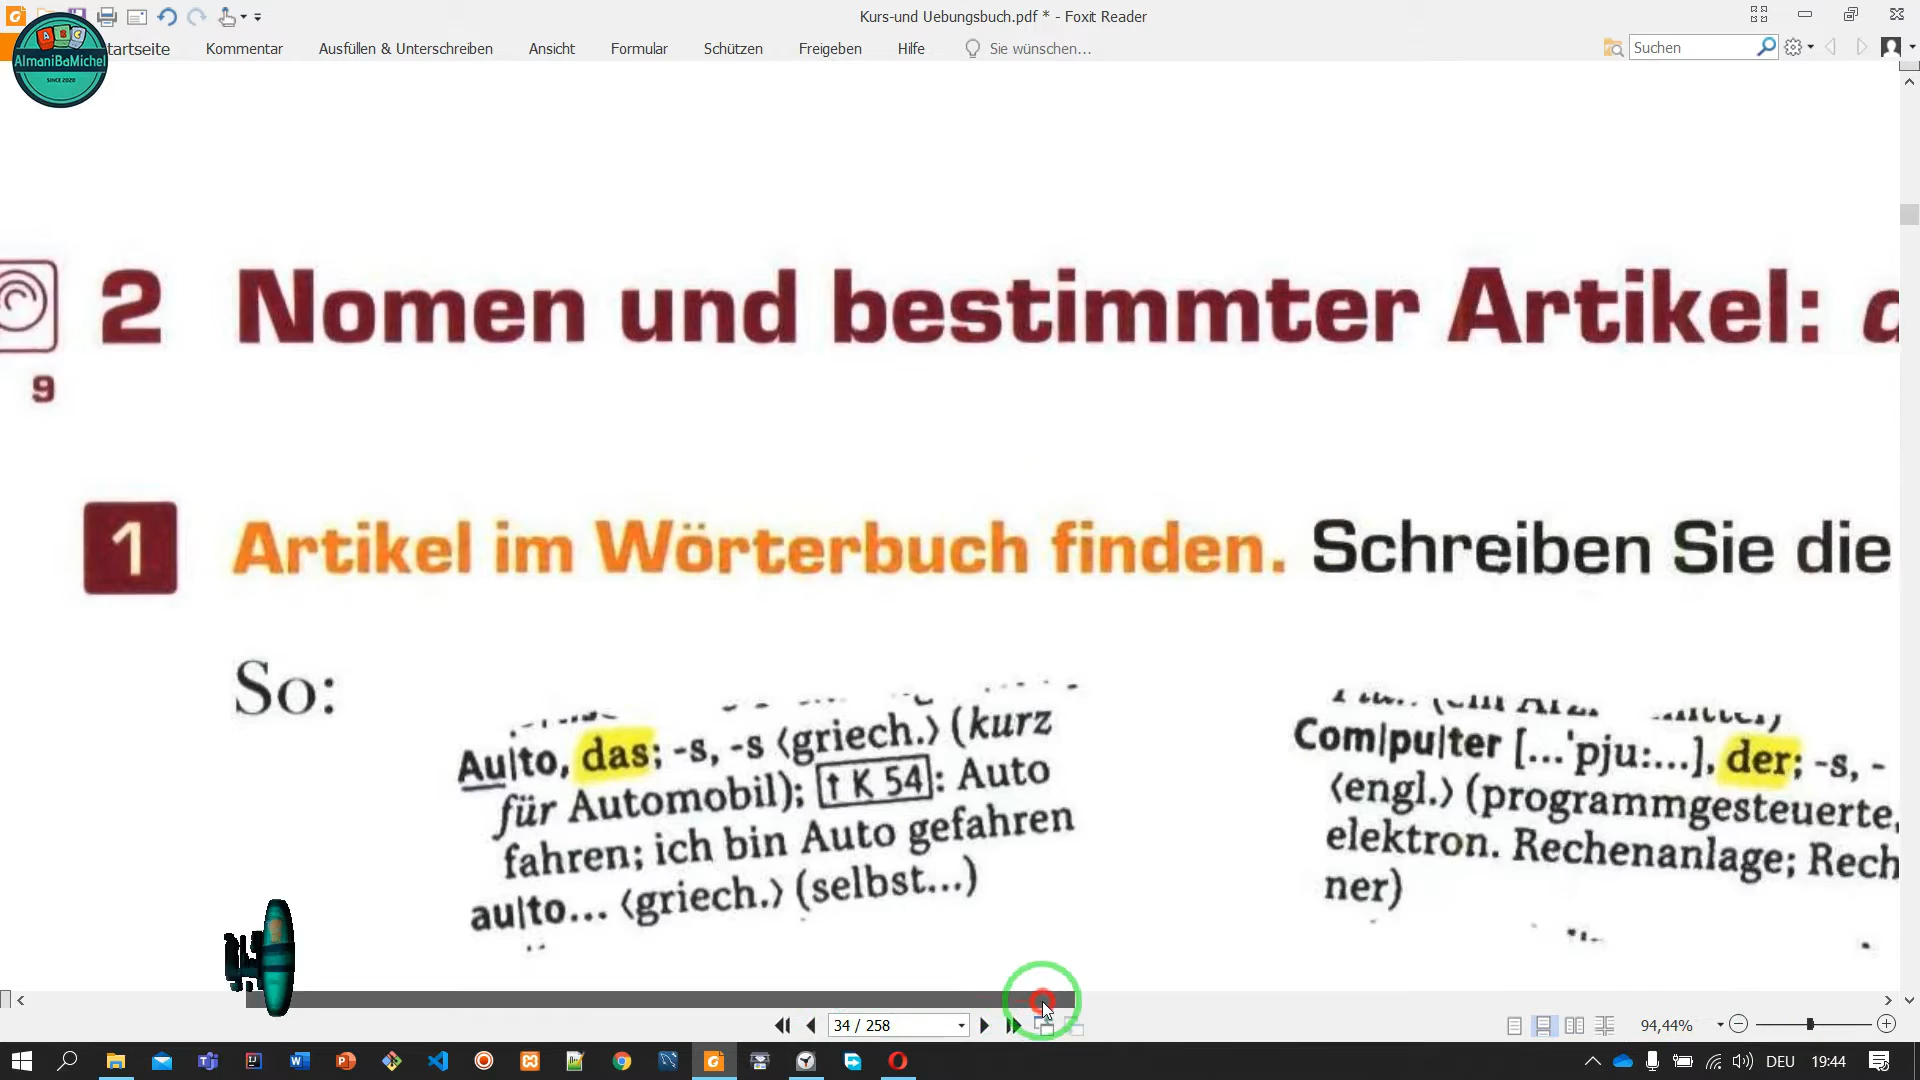 Kurs-und Uebungsbuch.pdf * - Foxit Reader
ABC
AlmaniBaMichel
SINCE 2020
tartseite Kommentar Ausfüllen & Unterschreiben Ansicht Formular Schützen Freigeben Hilfe Sie wünschen... Suchen
2 Nomen und bestimmter Artikel:
9
1 Artikel im Wörterbuch finden. Schreiben Sie die
So:
Au|to, das; -s, -s ⟨griech.⟩ (kurz
für Automobil); ↑ K 54 : Auto
fahren; ich bin Auto gefahren
au|to... ⟨griech.⟩ (selbst...)
Com|pu|ter [...'pju:...], der; -s, -
⟨engl.⟩ (programmgesteuerte,
elektron. Rechenanlage; Rech
ner)
34 / 258
94,44%
DEU 19:44